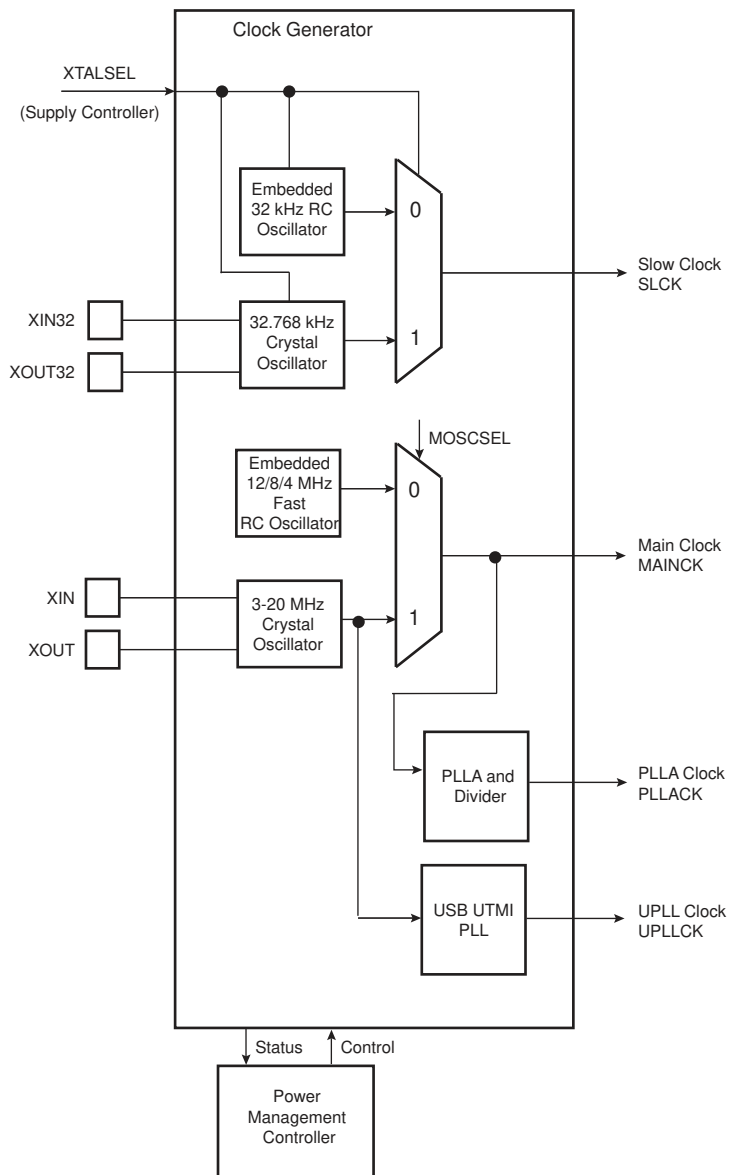 Clock Generator
XTALSEL
(Supply Controller)
Embedded
32 kHz RC
Oscillator
0
Slow Clock
SLCK
XIN32
32.768 kHz
Crystal
Oscillator
1
XOUT32
MOSCSEL
Embedded
12/8/4 MHz
Fast
RC Oscillator
0
Main Clock
MAINCK
XIN
3-20 MHz
Crystal
Oscillator
1
XOUT
PLLA and
Divider
PLLA Clock
PLLACK
USB UTMI
PLL
UPLL Clock
UPLLCK
Status
Control
Power
Management
Controller